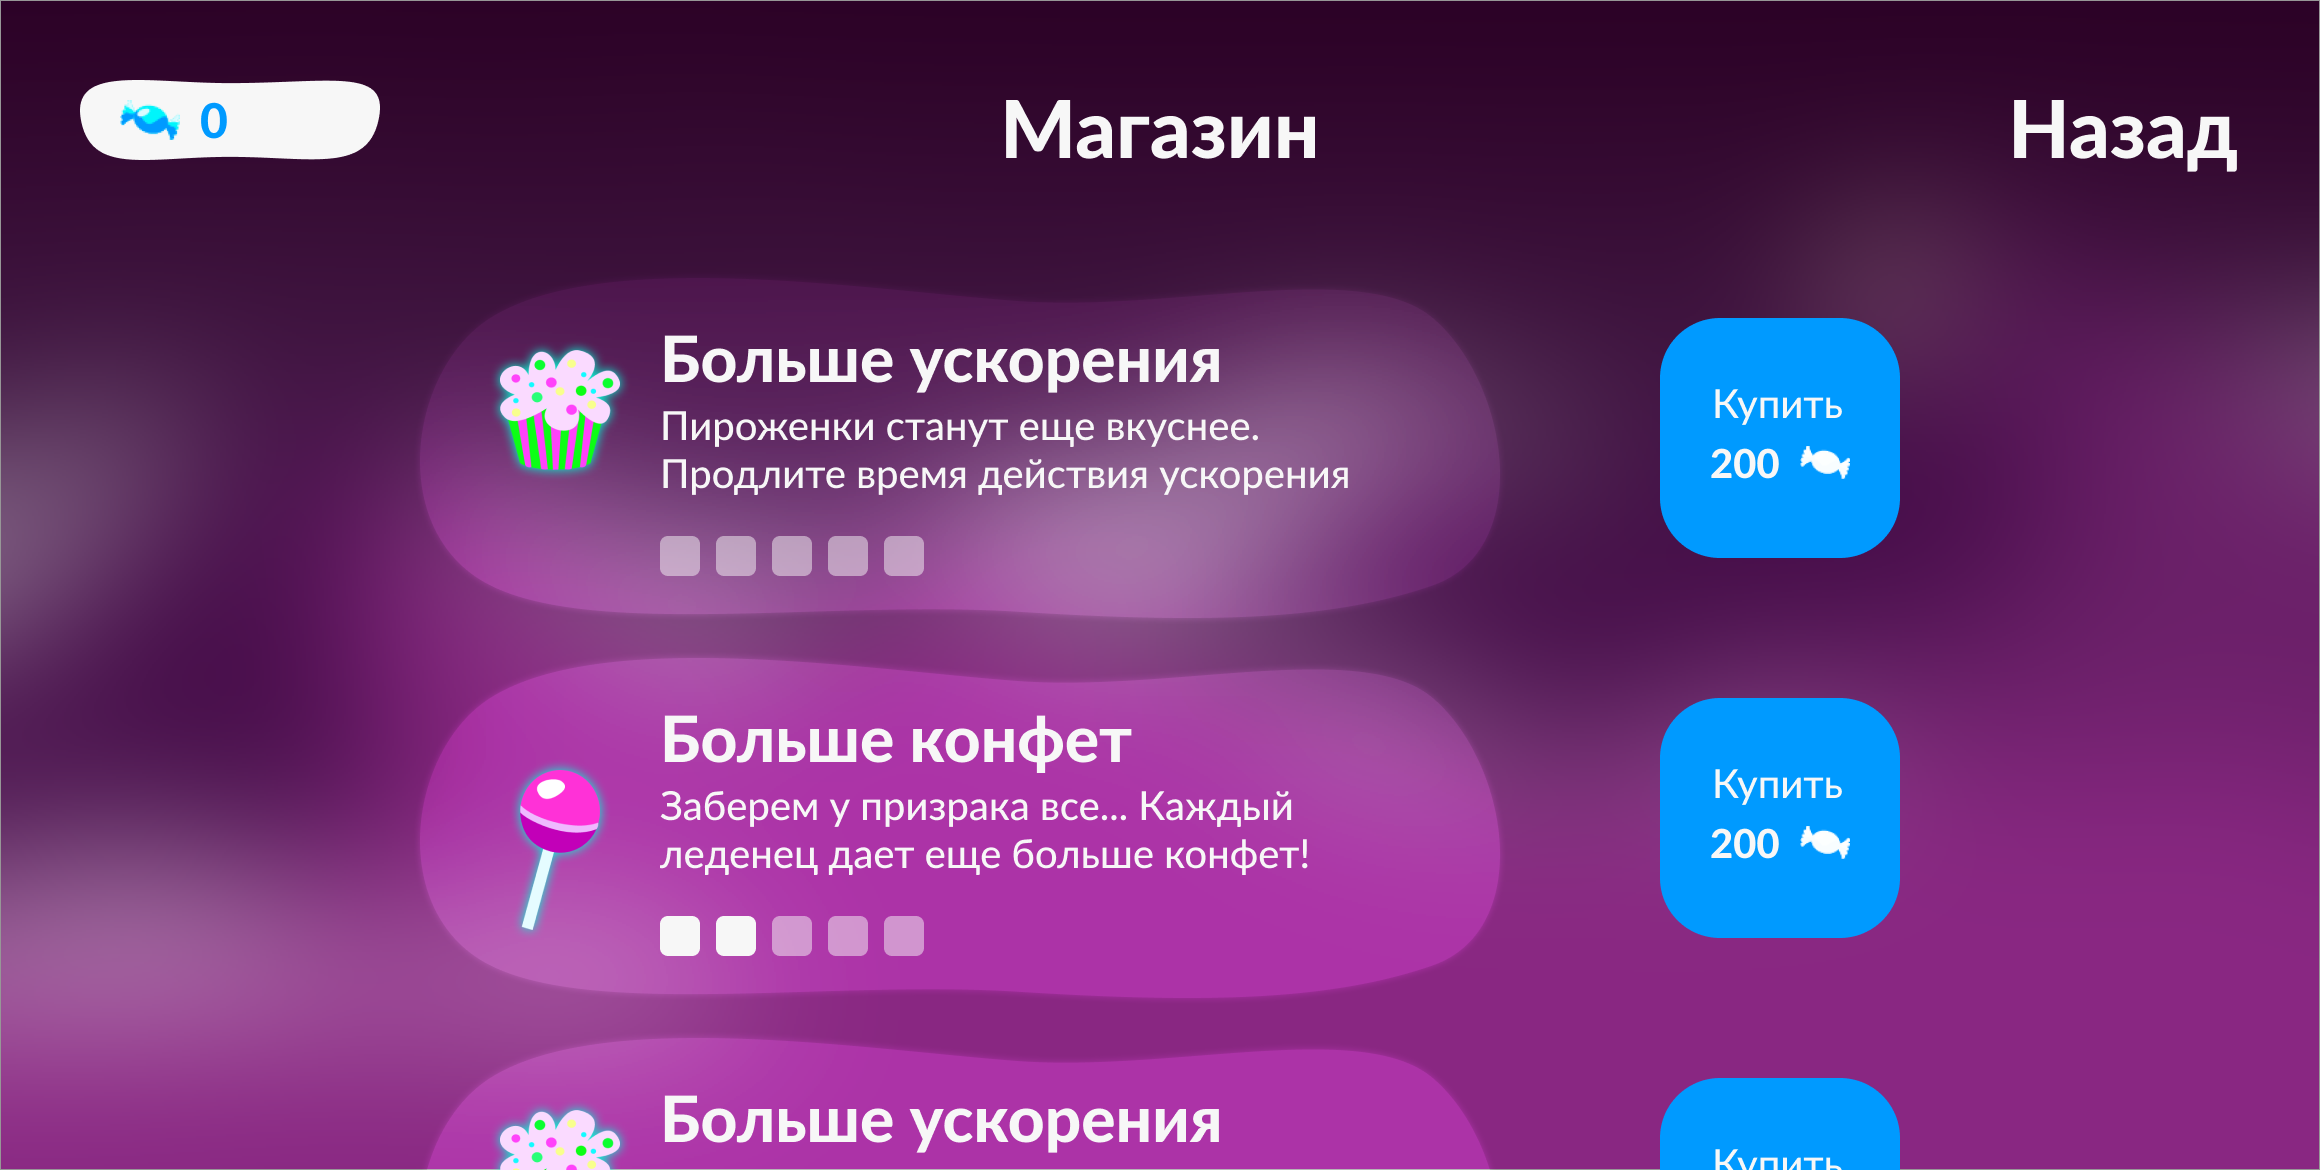 0
Магазин
Назад
Больше ускорения
Пироженки станут еще вкуснее.
Продлите время действия ускорения
Купить
200
Больше конфет
Заберем у призрака все... Каждый
леденец дает еще больше конфет!
Купить
200
Больше ускорения
Купить